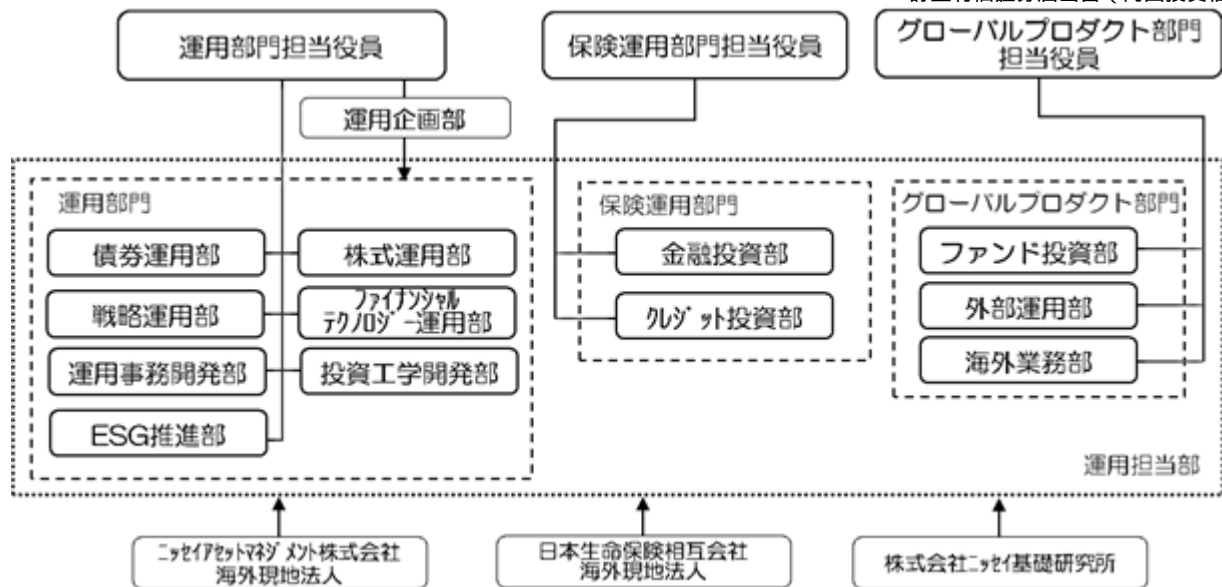 運用部門担当役員
保険運用部門担当役員
グローバルプロダクト部門
担当役員
運用企画部
運用部門
債券運用部
株式運用部
戦略運用部
ファイナンシャル
テクノロジー運用部
運用事務開発部
投資工学開発部
ESG推進部
保険運用部門
金融投資部
クレジット投資部
グローバルプロダクト部門
ファンド投資部
外部運用部
海外業務部
運用担当部
ニッセイアセットマネジメント株式会社
海外現地法人
日本生命保険相互会社
海外現地法人
株式会社ニッセイ基礎研究所